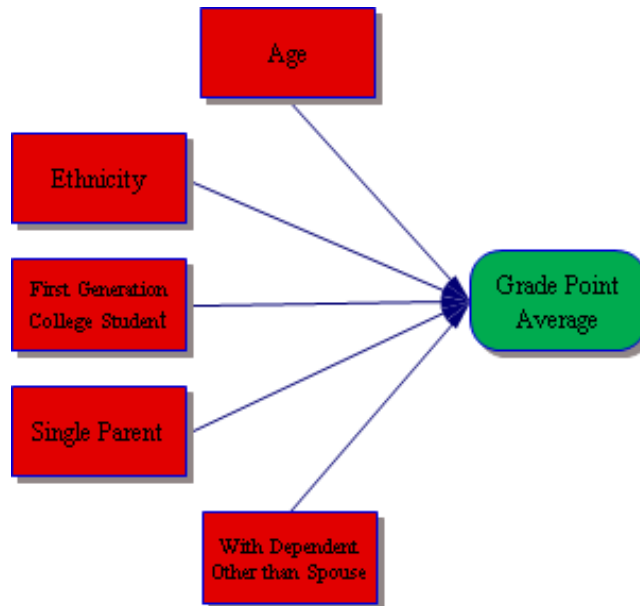 Age
Ethnicity
First Generation
College Student
Grade Point
Average
Single Parent
With Dependent
Other than Spouse